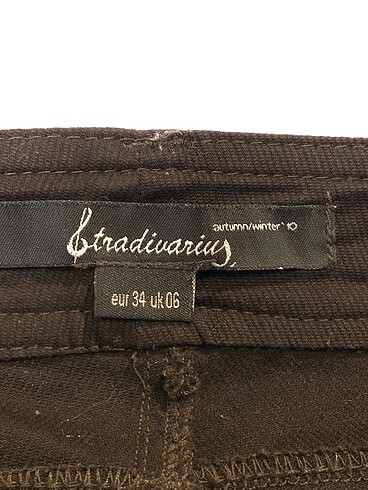 Stradivarius
autumn/winter '10
eur 34 uk 06